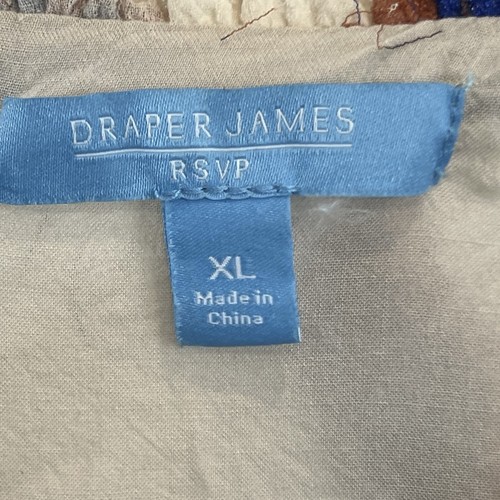 DRAPER JAMES
RSVP
XL
Made in
China